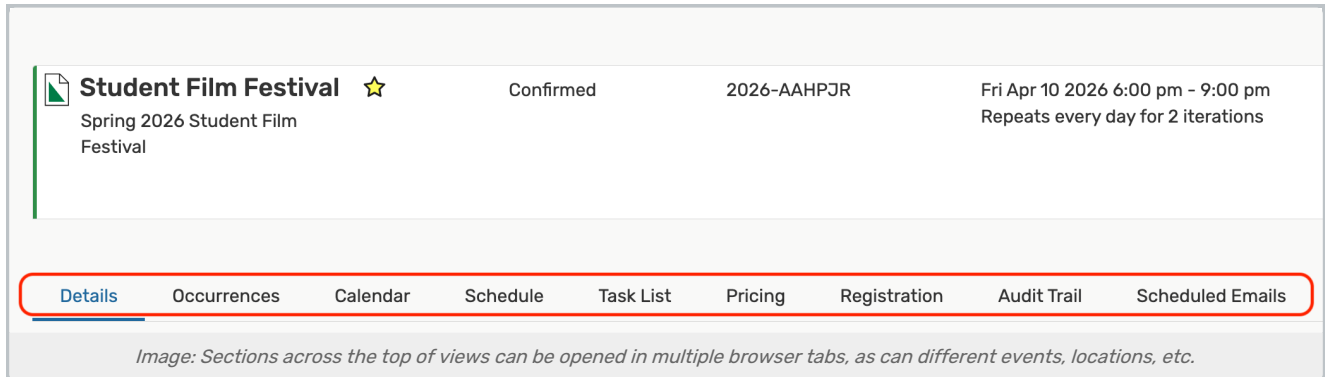 Student Film Festival
Confirmed
2026-AAHPJR
Fri Apr 10 2026 6:00 pm - 9:00 pm
Spring 2026 Student Film
Repeats every day for 2 iterations
Festival
Details Occurrences Calendar Schedule Task List Pricing Registration Audit Trail Scheduled Emails
Image: Sections across the top of views can be opened in multiple browser tabs, as can different events, locations, etc.